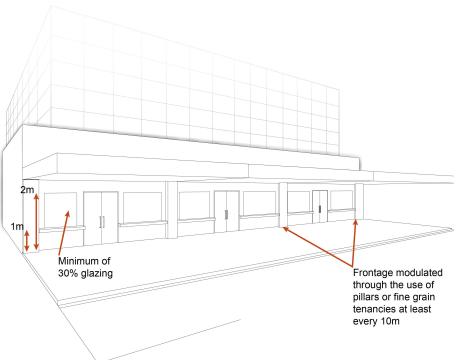 2m
1m
Minimum of
30% glazing
Frontage modulated
through the use of
pillars or fine grain
tenancies at least
every 10m